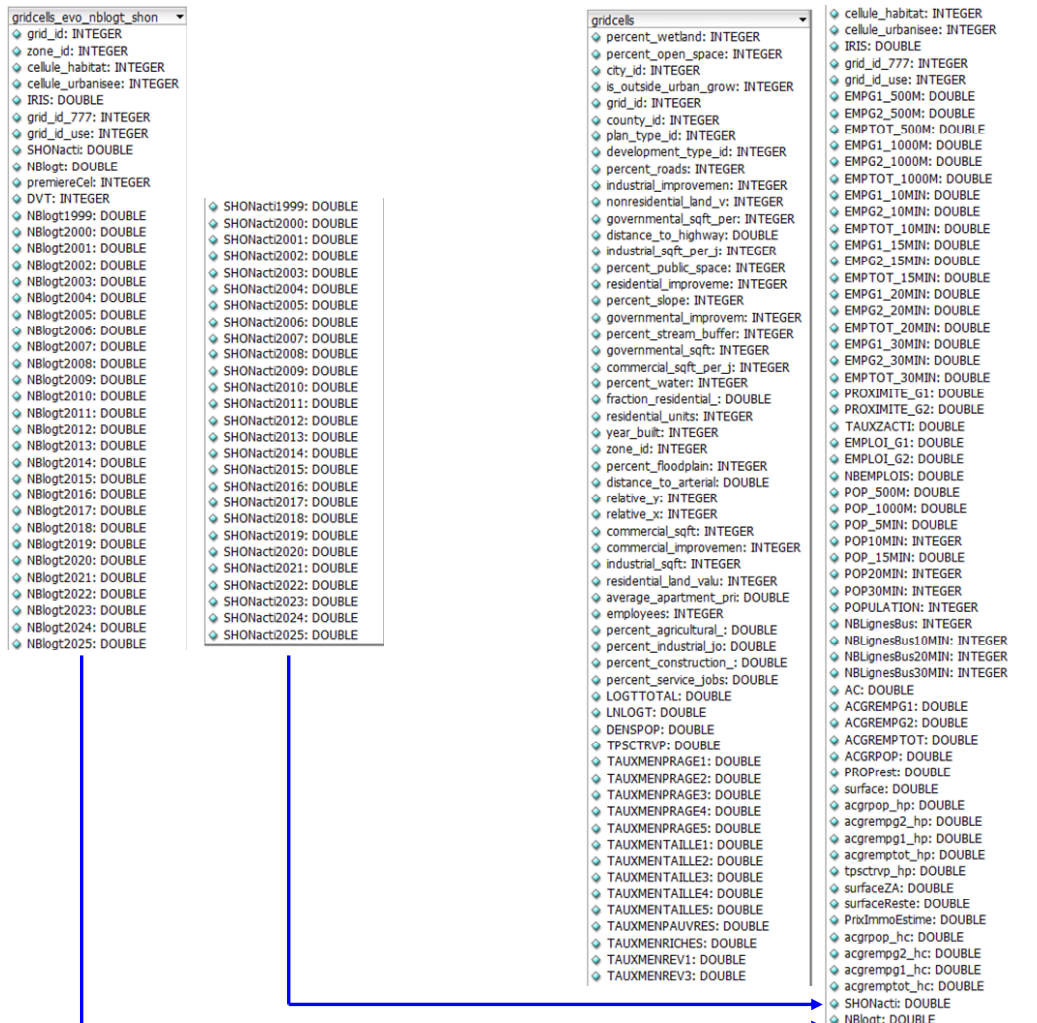 gridcells_evo_nblogt_shon
grid_id: INTEGER
zone_id: INTEGER
cellule_habitat: INTEGER
cellule_urbanisee: INTEGER
IRIS: DOUBLE
grid_id_777: INTEGER
grid_id_use: INTEGER
SHONacti: DOUBLE
NBlogt: DOUBLE
premiereCel: INTEGER
DVT: INTEGER
NBlogt1999: DOUBLE
NBlogt2000: DOUBLE
NBlogt2001: DOUBLE
NBlogt2002: DOUBLE
NBlogt2003: DOUBLE
NBlogt2004: DOUBLE
NBlogt2005: DOUBLE
NBlogt2006: DOUBLE
NBlogt2007: DOUBLE
NBlogt2008: DOUBLE
NBlogt2009: DOUBLE
NBlogt2010: DOUBLE
NBlogt2011: DOUBLE
NBlogt2012: DOUBLE
NBlogt2013: DOUBLE
NBlogt2014: DOUBLE
NBlogt2015: DOUBLE
NBlogt2016: DOUBLE
NBlogt2017: DOUBLE
NBlogt2018: DOUBLE
NBlogt2019: DOUBLE
NBlogt2020: DOUBLE
NBlogt2021: DOUBLE
NBlogt2022: DOUBLE
NBlogt2023: DOUBLE
NBlogt2024: DOUBLE
NBlogt2025: DOUBLE
SHONacti1999: DOUBLE
SHONacti2000: DOUBLE
SHONacti2001: DOUBLE
SHONacti2002: DOUBLE
SHONacti2003: DOUBLE
SHONacti2004: DOUBLE
SHONacti2005: DOUBLE
SHONacti2006: DOUBLE
SHONacti2007: DOUBLE
SHONacti2008: DOUBLE
SHONacti2009: DOUBLE
SHONacti2010: DOUBLE
SHONacti2011: DOUBLE
SHONacti2012: DOUBLE
SHONacti2013: DOUBLE
SHONacti2014: DOUBLE
SHONacti2015: DOUBLE
SHONacti2016: DOUBLE
SHONacti2017: DOUBLE
SHONacti2018: DOUBLE
SHONacti2019: DOUBLE
SHONacti2020: DOUBLE
SHONacti2021: DOUBLE
SHONacti2022: DOUBLE
SHONacti2023: DOUBLE
SHONacti2024: DOUBLE
SHONacti2025: DOUBLE
gridcells
percent_wetland: INTEGER
percent_open_space: INTEGER
city_id: INTEGER
is_outside_urban_grow: INTEGER
grid_id: INTEGER
county_id: INTEGER
plan_type_id: INTEGER
development_type_id: INTEGER
percent_roads: INTEGER
industrial_improvemen: INTEGER
nonresidential_land_v: INTEGER
governmental_sqft_per: INTEGER
distance_to_highway: DOUBLE
industrial_sqft_per_j: INTEGER
percent_public_space: INTEGER
residential_improveme: INTEGER
percent_slope: INTEGER
governmental_improvem: INTEGER
percent_stream_buffer: INTEGER
governmental_sqft: INTEGER
commercial_sqft_per_j: INTEGER
percent_water: INTEGER
fraction_residential_: DOUBLE
residential_units: INTEGER
year_built: INTEGER
zone_id: INTEGER
percent_floodplain: INTEGER
distance_to_arterial: DOUBLE
relative_y: INTEGER
relative_x: INTEGER
commercial_sqft: INTEGER
commercial_improvemen: INTEGER
industrial_sqft: INTEGER
residential_land_valu: INTEGER
average_apartment_pri: DOUBLE
employees: INTEGER
percent_agricultural_: DOUBLE
percent_industrial_jo: DOUBLE
percent_construction_: DOUBLE
percent_service_jobs: DOUBLE
LOGTTOTAL: DOUBLE
LNLOGT: DOUBLE
DENSPOP: DOUBLE
TPSCTRVP: DOUBLE
TAUXMENPRAGE1: DOUBLE
TAUXMENPRAGE2: DOUBLE
TAUXMENPRAGE3: DOUBLE
TAUXMENPRAGE4: DOUBLE
TAUXMENPRAGE5: DOUBLE
TAUXMENTAILLE1: DOUBLE
TAUXMENTAILLE2: DOUBLE
TAUXMENTAILLE3: DOUBLE
TAUXMENTAILLE4: DOUBLE
TAUXMENTAILLE5: DOUBLE
TAUXMENPAUVRES: DOUBLE
TAUXMENRICHES: DOUBLE
TAUXMENREV1: DOUBLE
TAUXMENREV3: DOUBLE
cellule_habitat: INTEGER
cellule_urbanisee: INTEGER
IRIS: DOUBLE
grid_id_777: INTEGER
grid_id_use: INTEGER
EMPG1_500M: DOUBLE
EMPG2_500M: DOUBLE
EMPTOT_500M: DOUBLE
EMPG1_1000M: DOUBLE
EMPG2_1000M: DOUBLE
EMPTOT_1000M: DOUBLE
EMPG1_10MIN: DOUBLE
EMPG2_10MIN: DOUBLE
EMPTOT_10MIN: DOUBLE
EMPG1_15MIN: DOUBLE
EMPG2_15MIN: DOUBLE
EMPTOT_15MIN: DOUBLE
EMPG1_20MIN: DOUBLE
EMPG2_20MIN: DOUBLE
EMPTOT_20MIN: DOUBLE
EMPG1_30MIN: DOUBLE
EMPG2_30MIN: DOUBLE
EMPTOT_30MIN: DOUBLE
PROXIMITE_G1: DOUBLE
PROXIMITE_G2: DOUBLE
TAUXZACTI: DOUBLE
EMPLOI_G1: DOUBLE
EMPLOI_G2: DOUBLE
NBEMPLOIS: DOUBLE
POP_500M: DOUBLE
POP_1000M: DOUBLE
POP_5MIN: DOUBLE
POP10MIN: INTEGER
POP_15MIN: DOUBLE
POP20MIN: INTEGER
POP30MIN: INTEGER
POPULATION: INTEGER
NBLignesBus: INTEGER
NBLignesBus10MIN: INTEGER
NBLignesBus20MIN: INTEGER
NBLignesBus30MIN: INTEGER
AC: DOUBLE
ACGREMPG1: DOUBLE
ACGREMPG2: DOUBLE
ACGREMPTOT: DOUBLE
ACGRPOP: DOUBLE
PROPrest: DOUBLE
surface: DOUBLE
acgrpop_hp: DOUBLE
acgrempg2_hp: DOUBLE
acgrempg1_hp: DOUBLE
acgremptot_hp: DOUBLE
tpsctrvp_hp: DOUBLE
surfaceZA: DOUBLE
surfaceReste: DOUBLE
PrixImmoEstime: DOUBLE
acgrpop_hc: DOUBLE
acgrempg2_hc: DOUBLE
acgrempg1_hc: DOUBLE
acgremptot_hc: DOUBLE
SHONacti: DOUBLE
NBlogt: DOUBLE